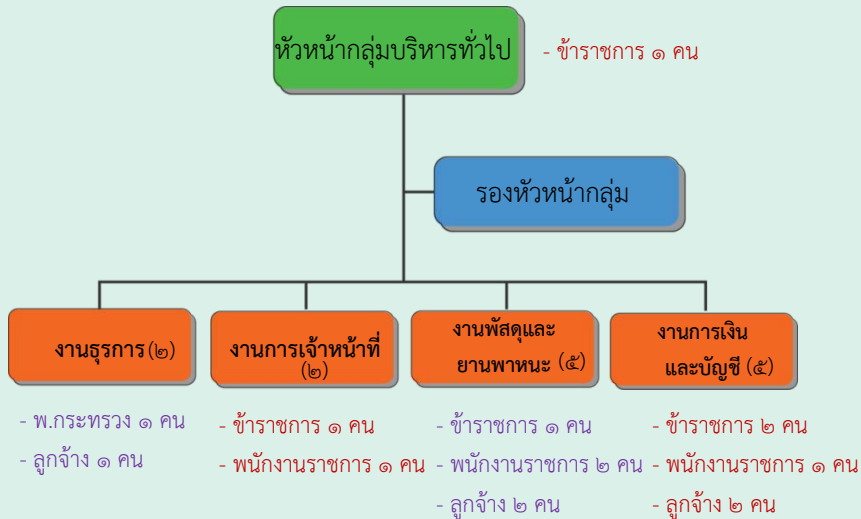 หัวหน้ากลุ่มบริหารทั่วไป
- ข้าราชการ ๑ คน
รองหัวหน้ากลุ่ม
งานธุรการ(๒)
- พ.กระทรวง ๑ คน
- ลูกจ้าง ๑ คน
งานการเจ้าหน้าที่
(๒)
- ข้าราชการ ๑ คน
- พนักงานราชการ ๑ คน
งานพัสดุและ
ยานพาหนะ (๕)
- ข้าราชการ ๑ คน
- พนักงานราชการ ๒ คน
- ลูกจ้าง ๒ คน
งานการเงิน
และบัญชี (๕)
- ข้าราชการ ๒ คน
- พนักงานราชการ ๑ คน
- ลูกจ้าง ๒ คน